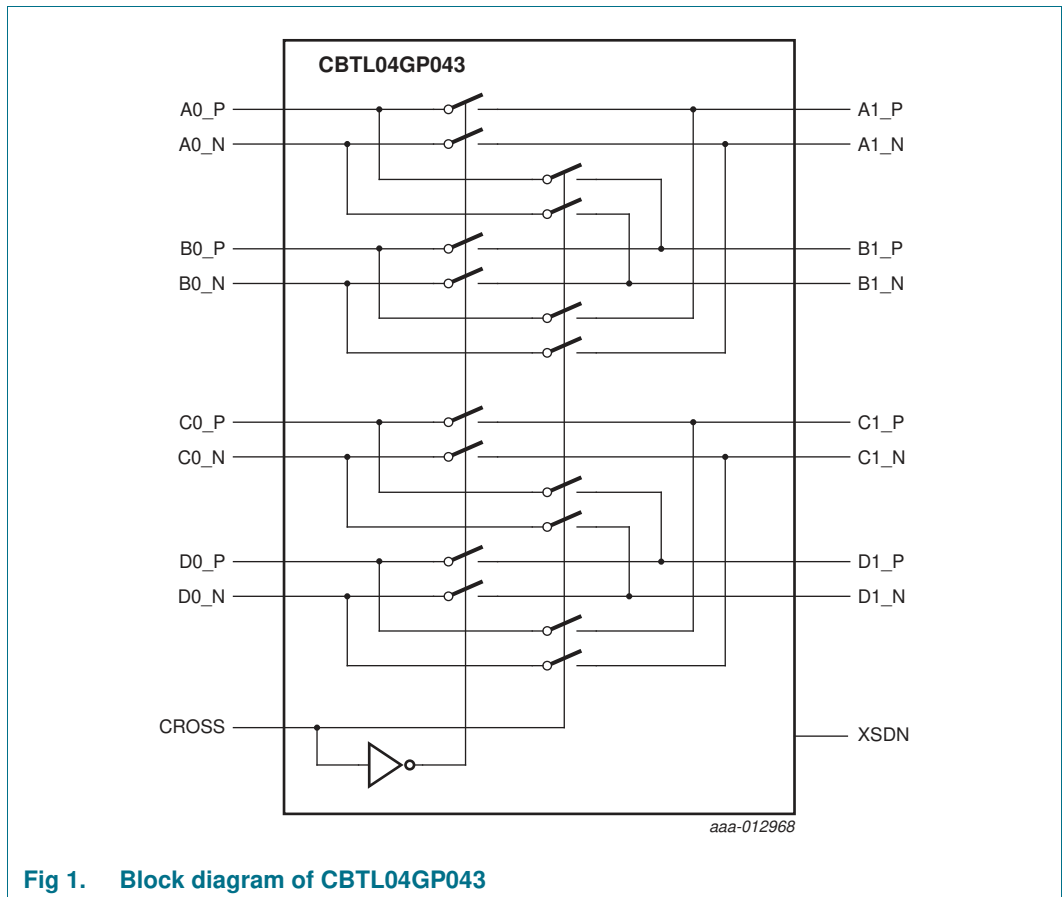 CBTL04GP043
A0_P A1_P
A0_N A1_N
B0_P B1_P
B0_N B1_N
C0_P C1_P
C0_N C1_N
D0_P D1_P
D0_N D1_N
CROSS XSDN
aaa-012968
Fig 1. Block diagram of CBTL04GP043